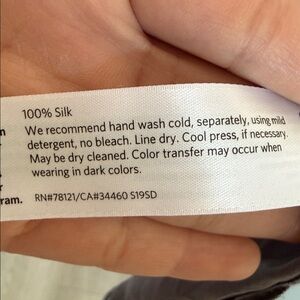 100% Silk
We recommend hand wash cold, separately, using mild
detergent, no bleach. Line dry. Cool press, if necessary.
May be dry cleaned. Color transfer may occur when
wearing in dark colors.
RN#78121/CA#34460 S19SD